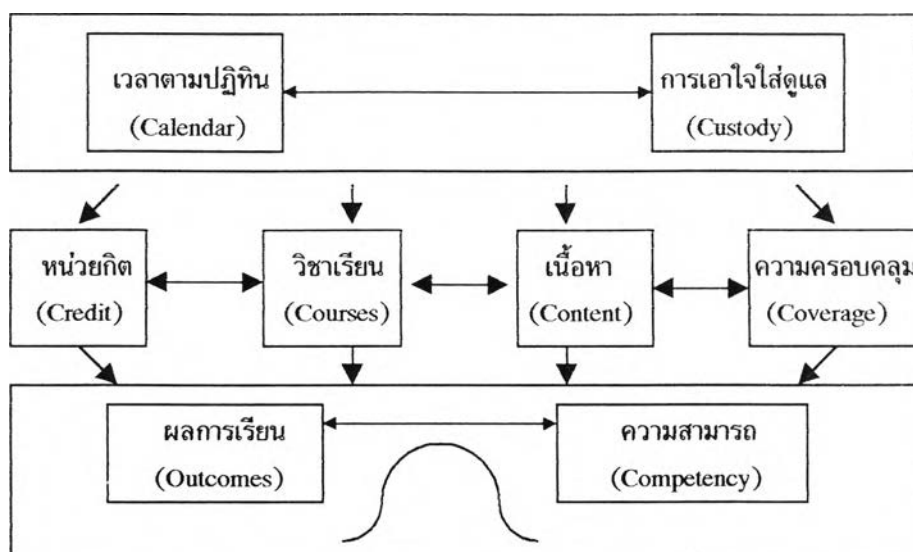 เวลาตามปฏิทิน
(Calendar)
การเอาใจใส่ดูแล
(Custody)
หน่วยกิต
(Credit)
วิชาเรียน
(Courses)
เนื้อหา
(Content)
ความครอบคลุม
(Coverage)
ผลการเรียน
(Outcomes)
ความสามารถ
(Competency)